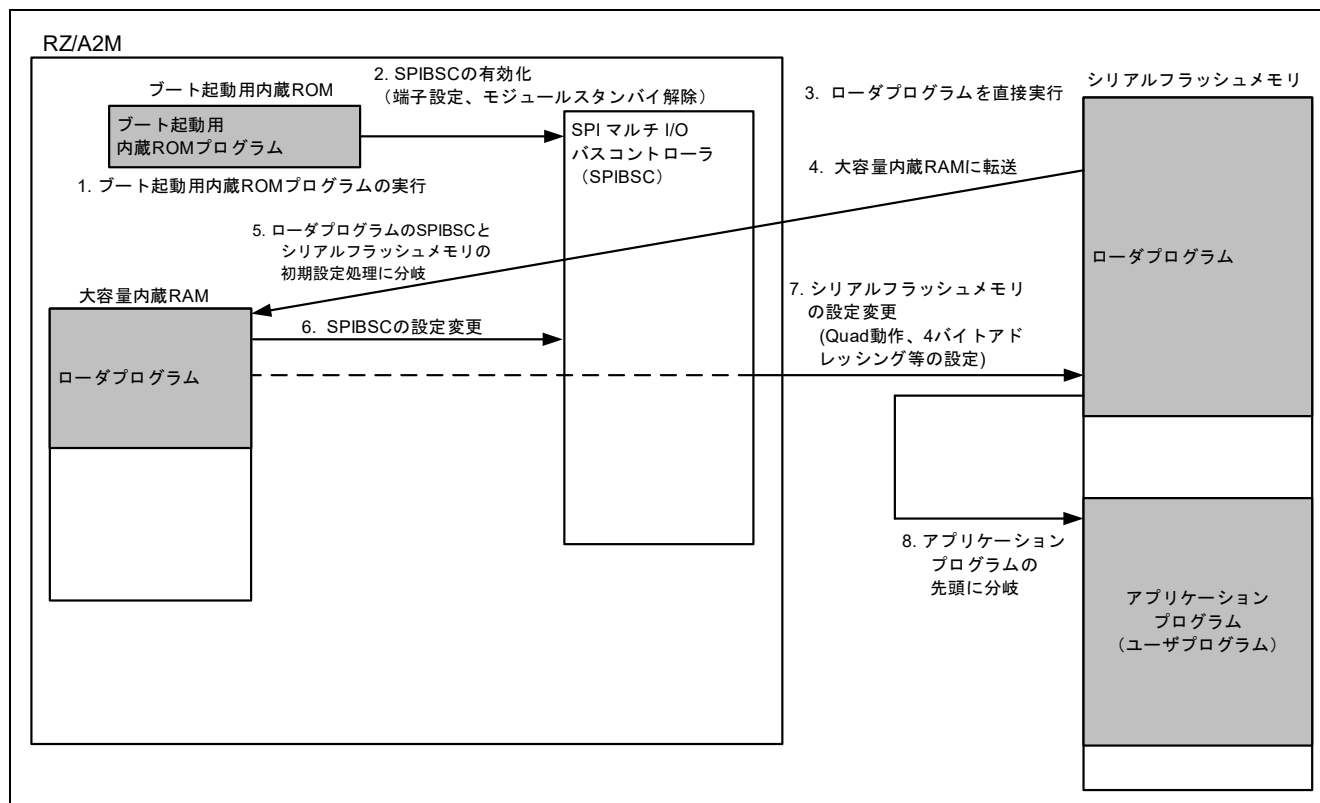 RZ/A2M
ブート起動用内蔵ROM
ブート起動用
内蔵ROMプログラム
1. ブート起動用内蔵ROMプログラムの実行
2. SPIBSCの有効化
（端子設定、モジュールスタンバイ解除）
SPI マルチ I/O
バスコントローラ
（SPIBSC）
3. ローダプログラムを直接実行
シリアルフラッシュメモリ
4. 大容量内蔵RAMに転送
ローダプログラム
5. ローダプログラムのSPIBSCと
シリアルフラッシュメモリの
初期設定処理に分岐
大容量内蔵RAM
ローダプログラム
6. SPIBSCの設定変更
7. シリアルフラッシュメモリ
の設定変更
(Quad動作、4バイトアド
レッシング等の設定)
8. アプリケーション
プログラムの
先頭に分岐
アプリケーション
プログラム
（ユーザプログラム）